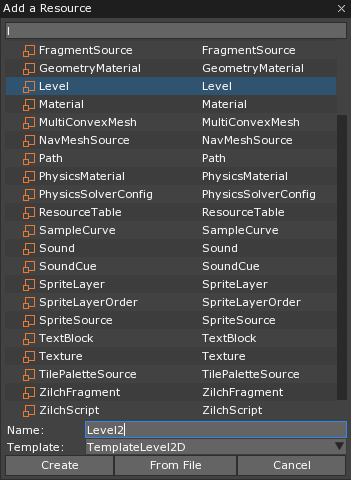 Add a Resource
l
FragmentSource FragmentSource
GeometryMaterial GeometryMaterial
Level Level
Material Material
MultiConvexMesh MultiConvexMesh
NavMeshSource NavMeshSource
Path Path
PhysicsMaterial PhysicsMaterial
PhysicsSolverConfig PhysicsSolverConfig
ResourceTable ResourceTable
SampleCurve SampleCurve
Sound Sound
SoundCue SoundCue
SpriteLayer SpriteLayer
SpriteLayerOrder SpriteLayerOrder
SpriteSource SpriteSource
TextBlock TextBlock
Texture Texture
TilePaletteSource TilePaletteSource
ZilchFragment ZilchFragment
ZilchScript ZilchScript
Name: Level2
Template: TemplateLevel2D
Create From File Cancel